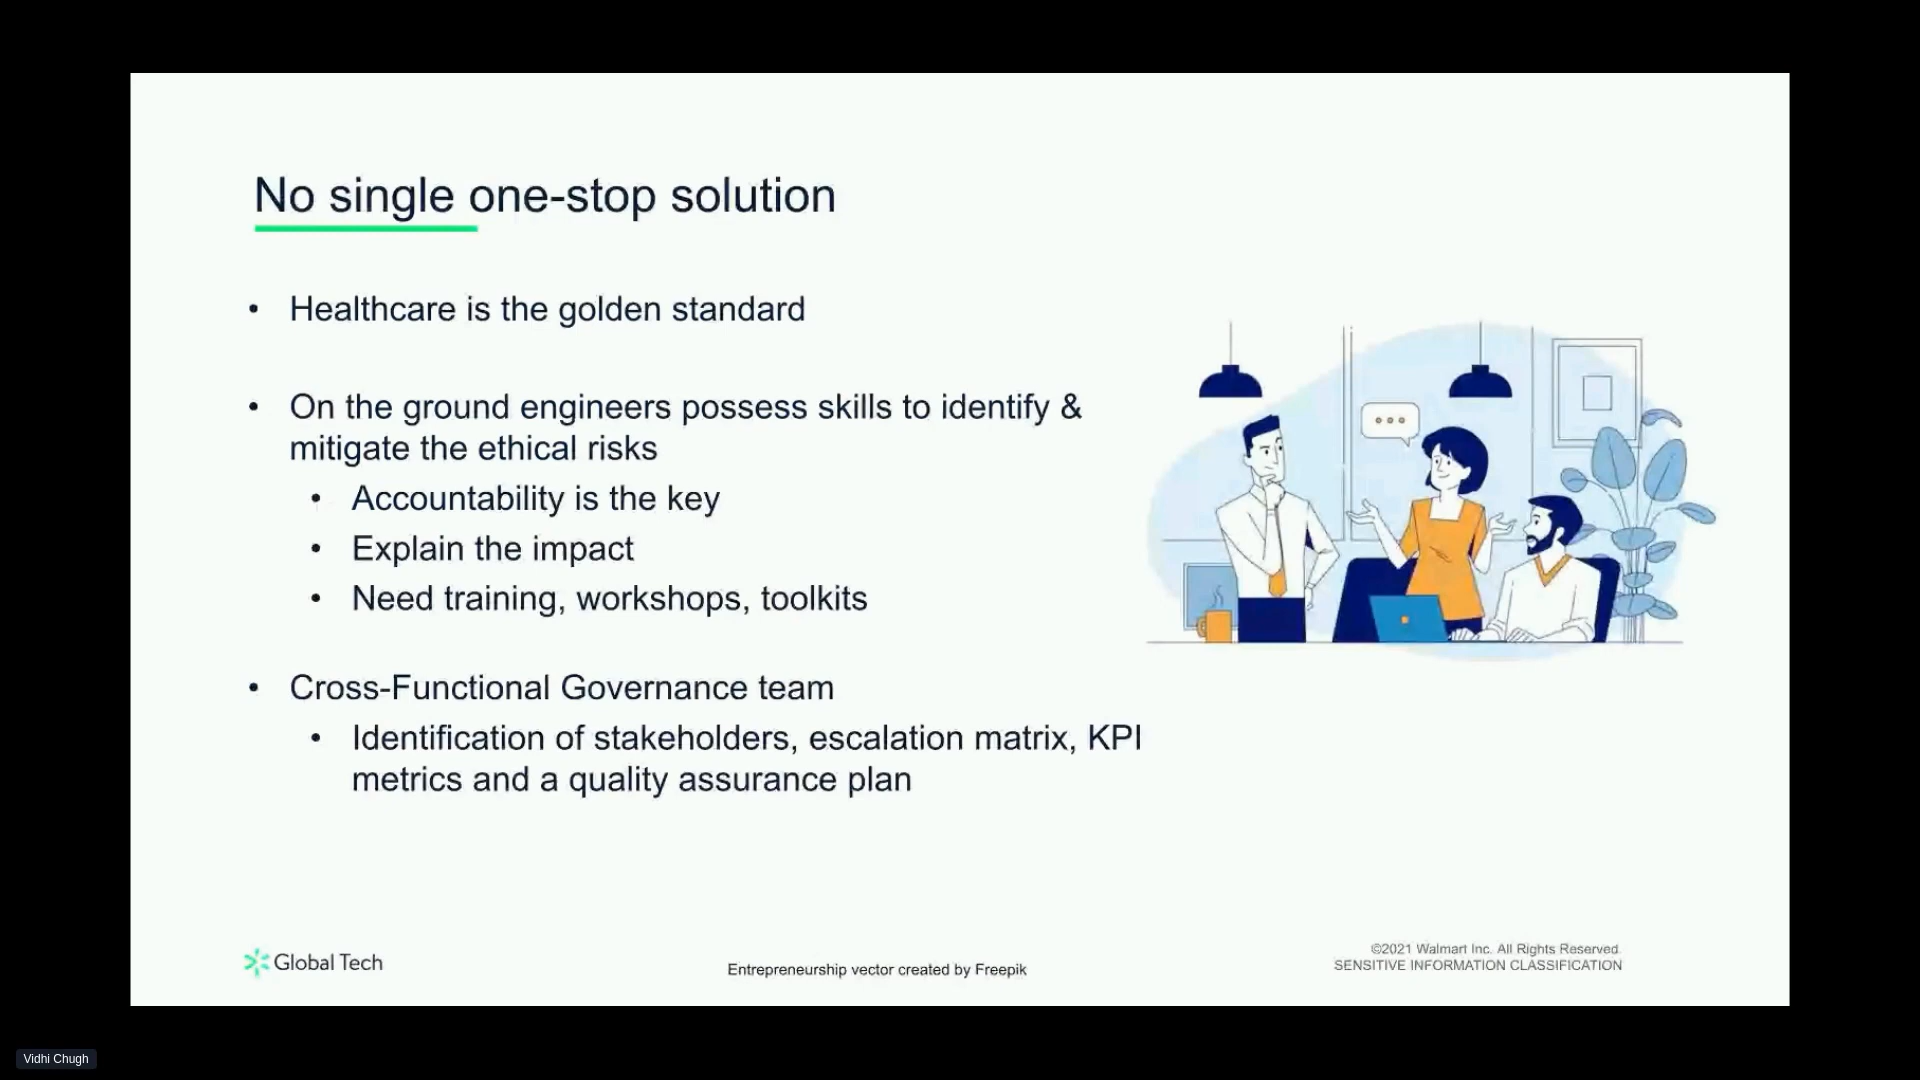 No single one-stop solution
• Healthcare is the golden standard
• On the ground engineers possess skills to identify &
mitigate the ethical risks
• Accountability is the key
• Explain the impact
• Need training, workshops, toolkits
• Cross-Functional Governance team
• Identification of stakeholders, escalation matrix, KPI
metrics and a quality assurance plan
Global Tech
Entrepreneurship vector created by Freepik
©2021 Walmart Inc. All Rights Reserved.
SENSITIVE INFORMATION CLASSIFICATION
Vidhi Chugh